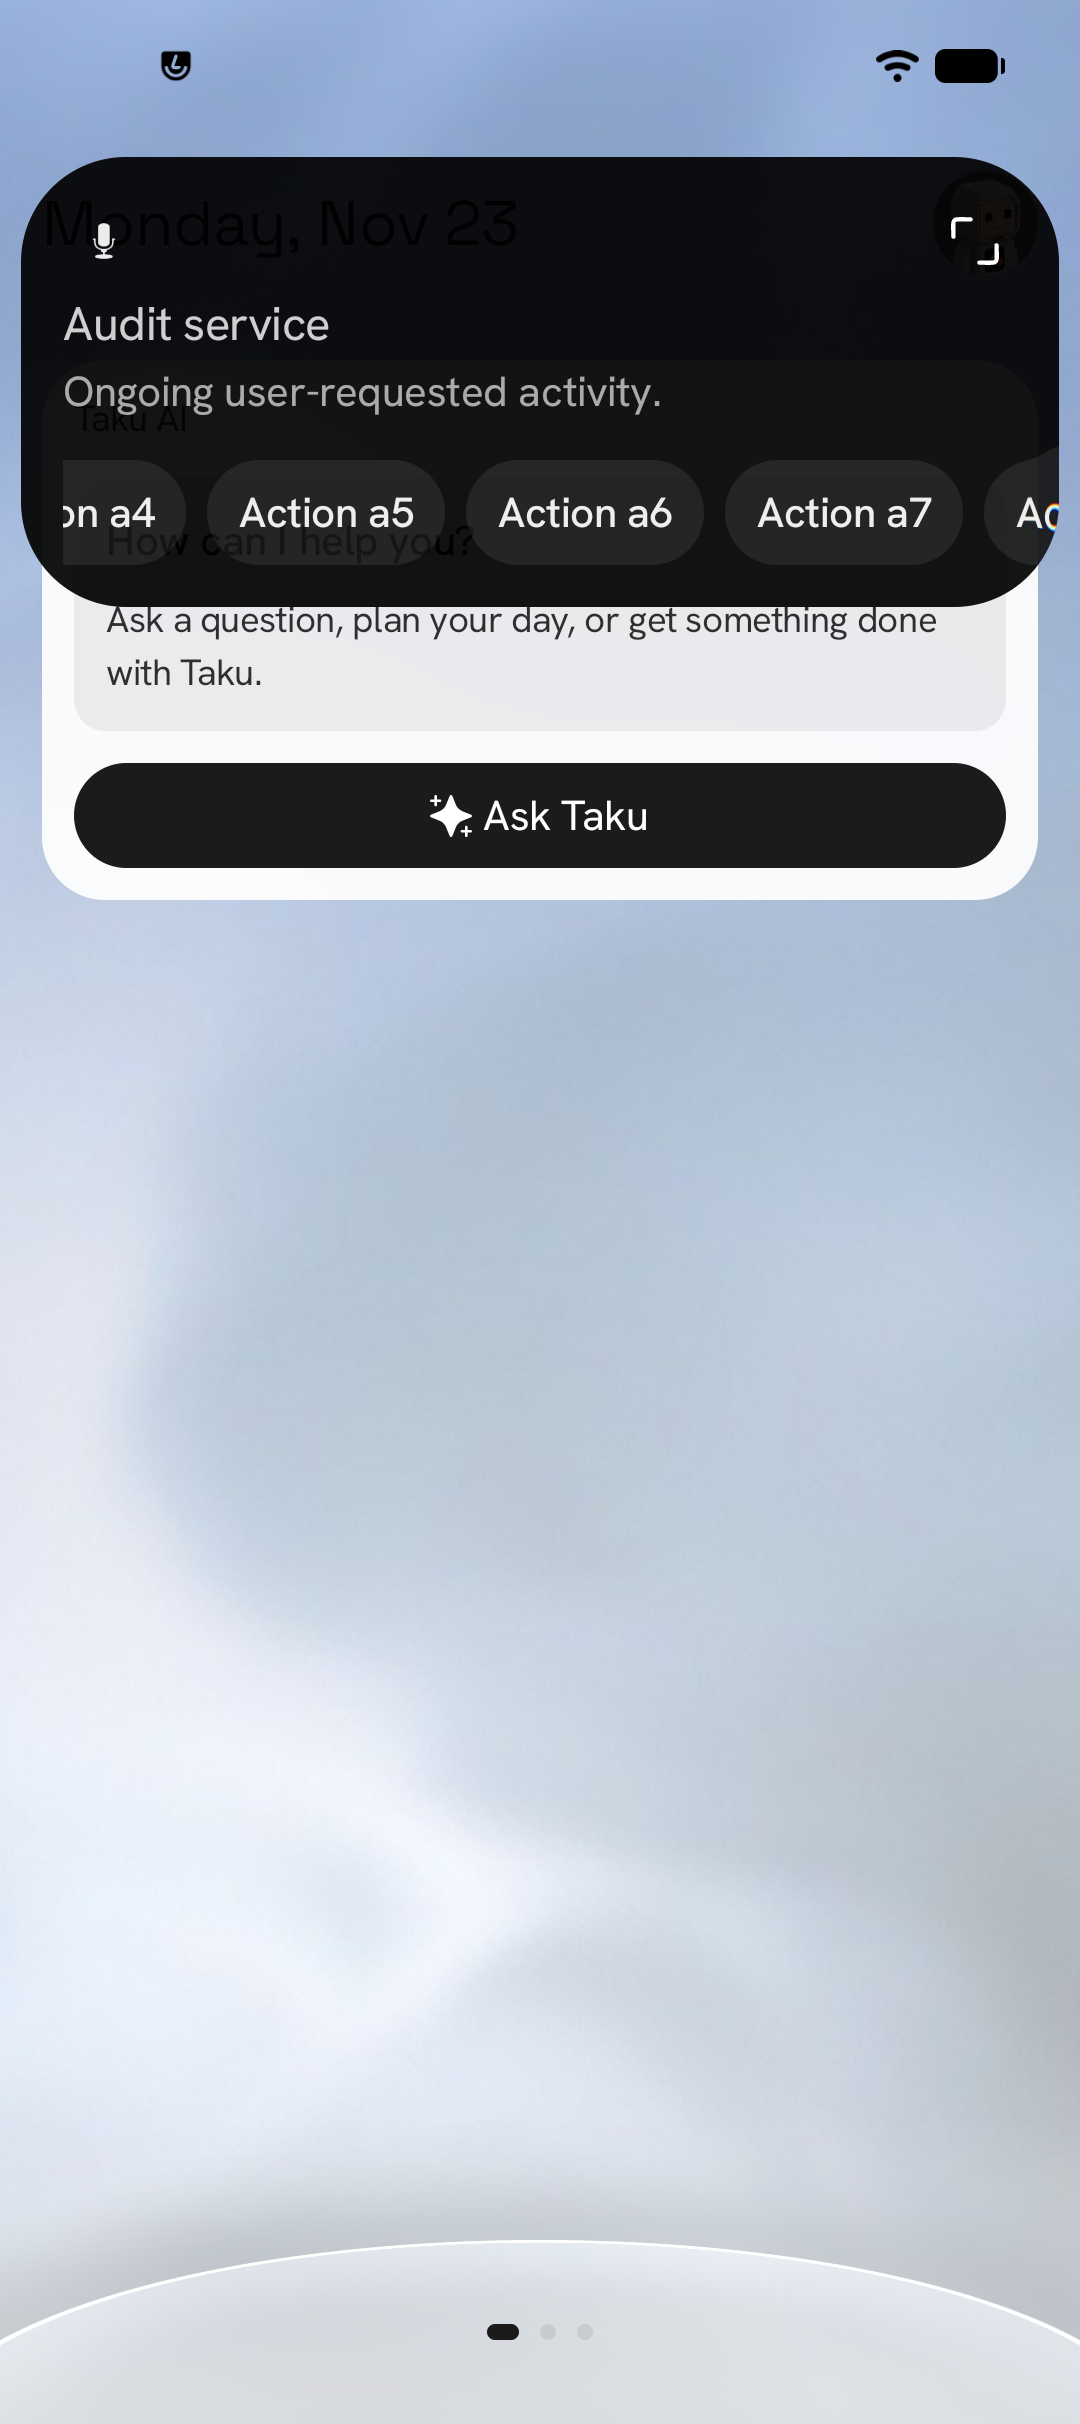 Monday, Nov 23
Audit service
Ongoing user-requested activity.
Taku AI
on a4
Action a5
Action a6
Action a7
Ac
How can I help you?
Ask a question, plan your day, or get something done
with Taku.
Ask Taku